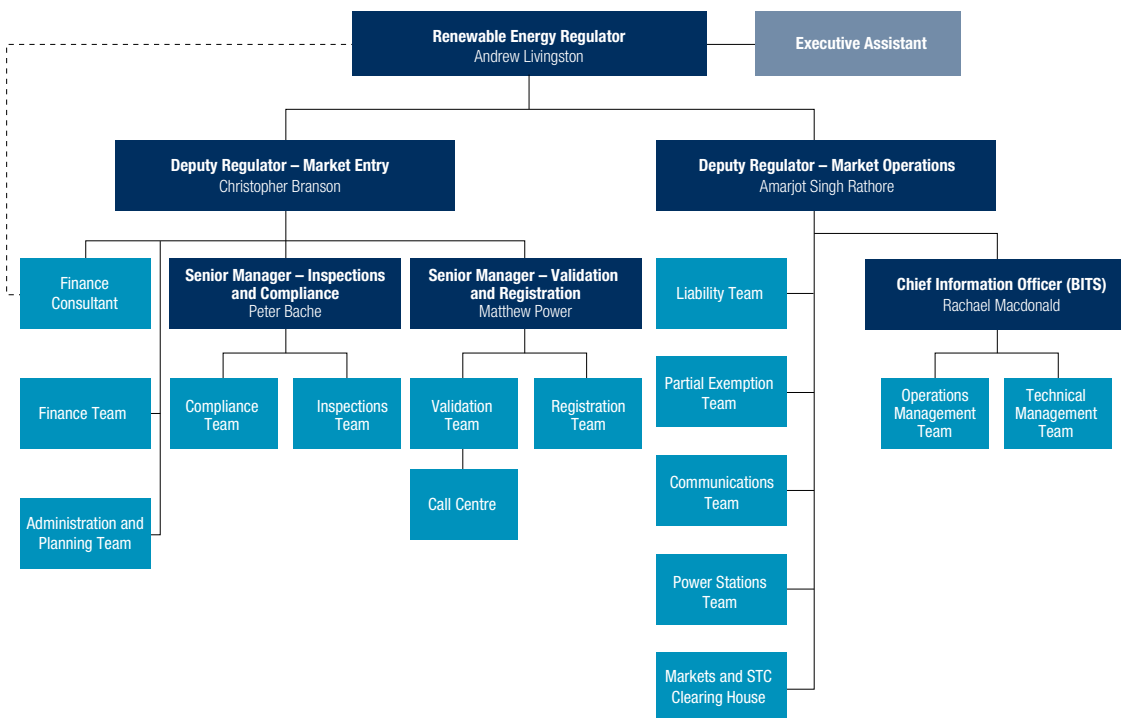 Renewable Energy Regulator
Andrew Livingston
Executive Assistant
Deputy Regulator – Market Entry
Christopher Branson
Deputy Regulator – Market Operations
Amarjot Singh Rathore
Finance
Consultant
Senior Manager – Inspections
and Compliance
Peter Bache
Senior Manager – Validation
and Registration
Matthew Power
Liability Team
Chief Information Officer (BITS)
Rachael Macdonald
Finance Team
Compliance
Team
Inspections
Team
Validation
Team
Registration
Team
Partial Exemption
Team
Operations
Management
Team
Technical
Management
Team
Call Centre
Communications
Team
Administration and
Planning Team
Power Stations
Team
Markets and STC
Clearing House